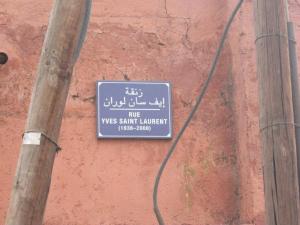 زنقة
إيف سان لوران
RUE
YVES SAINT LAURENT
(1936-2008)